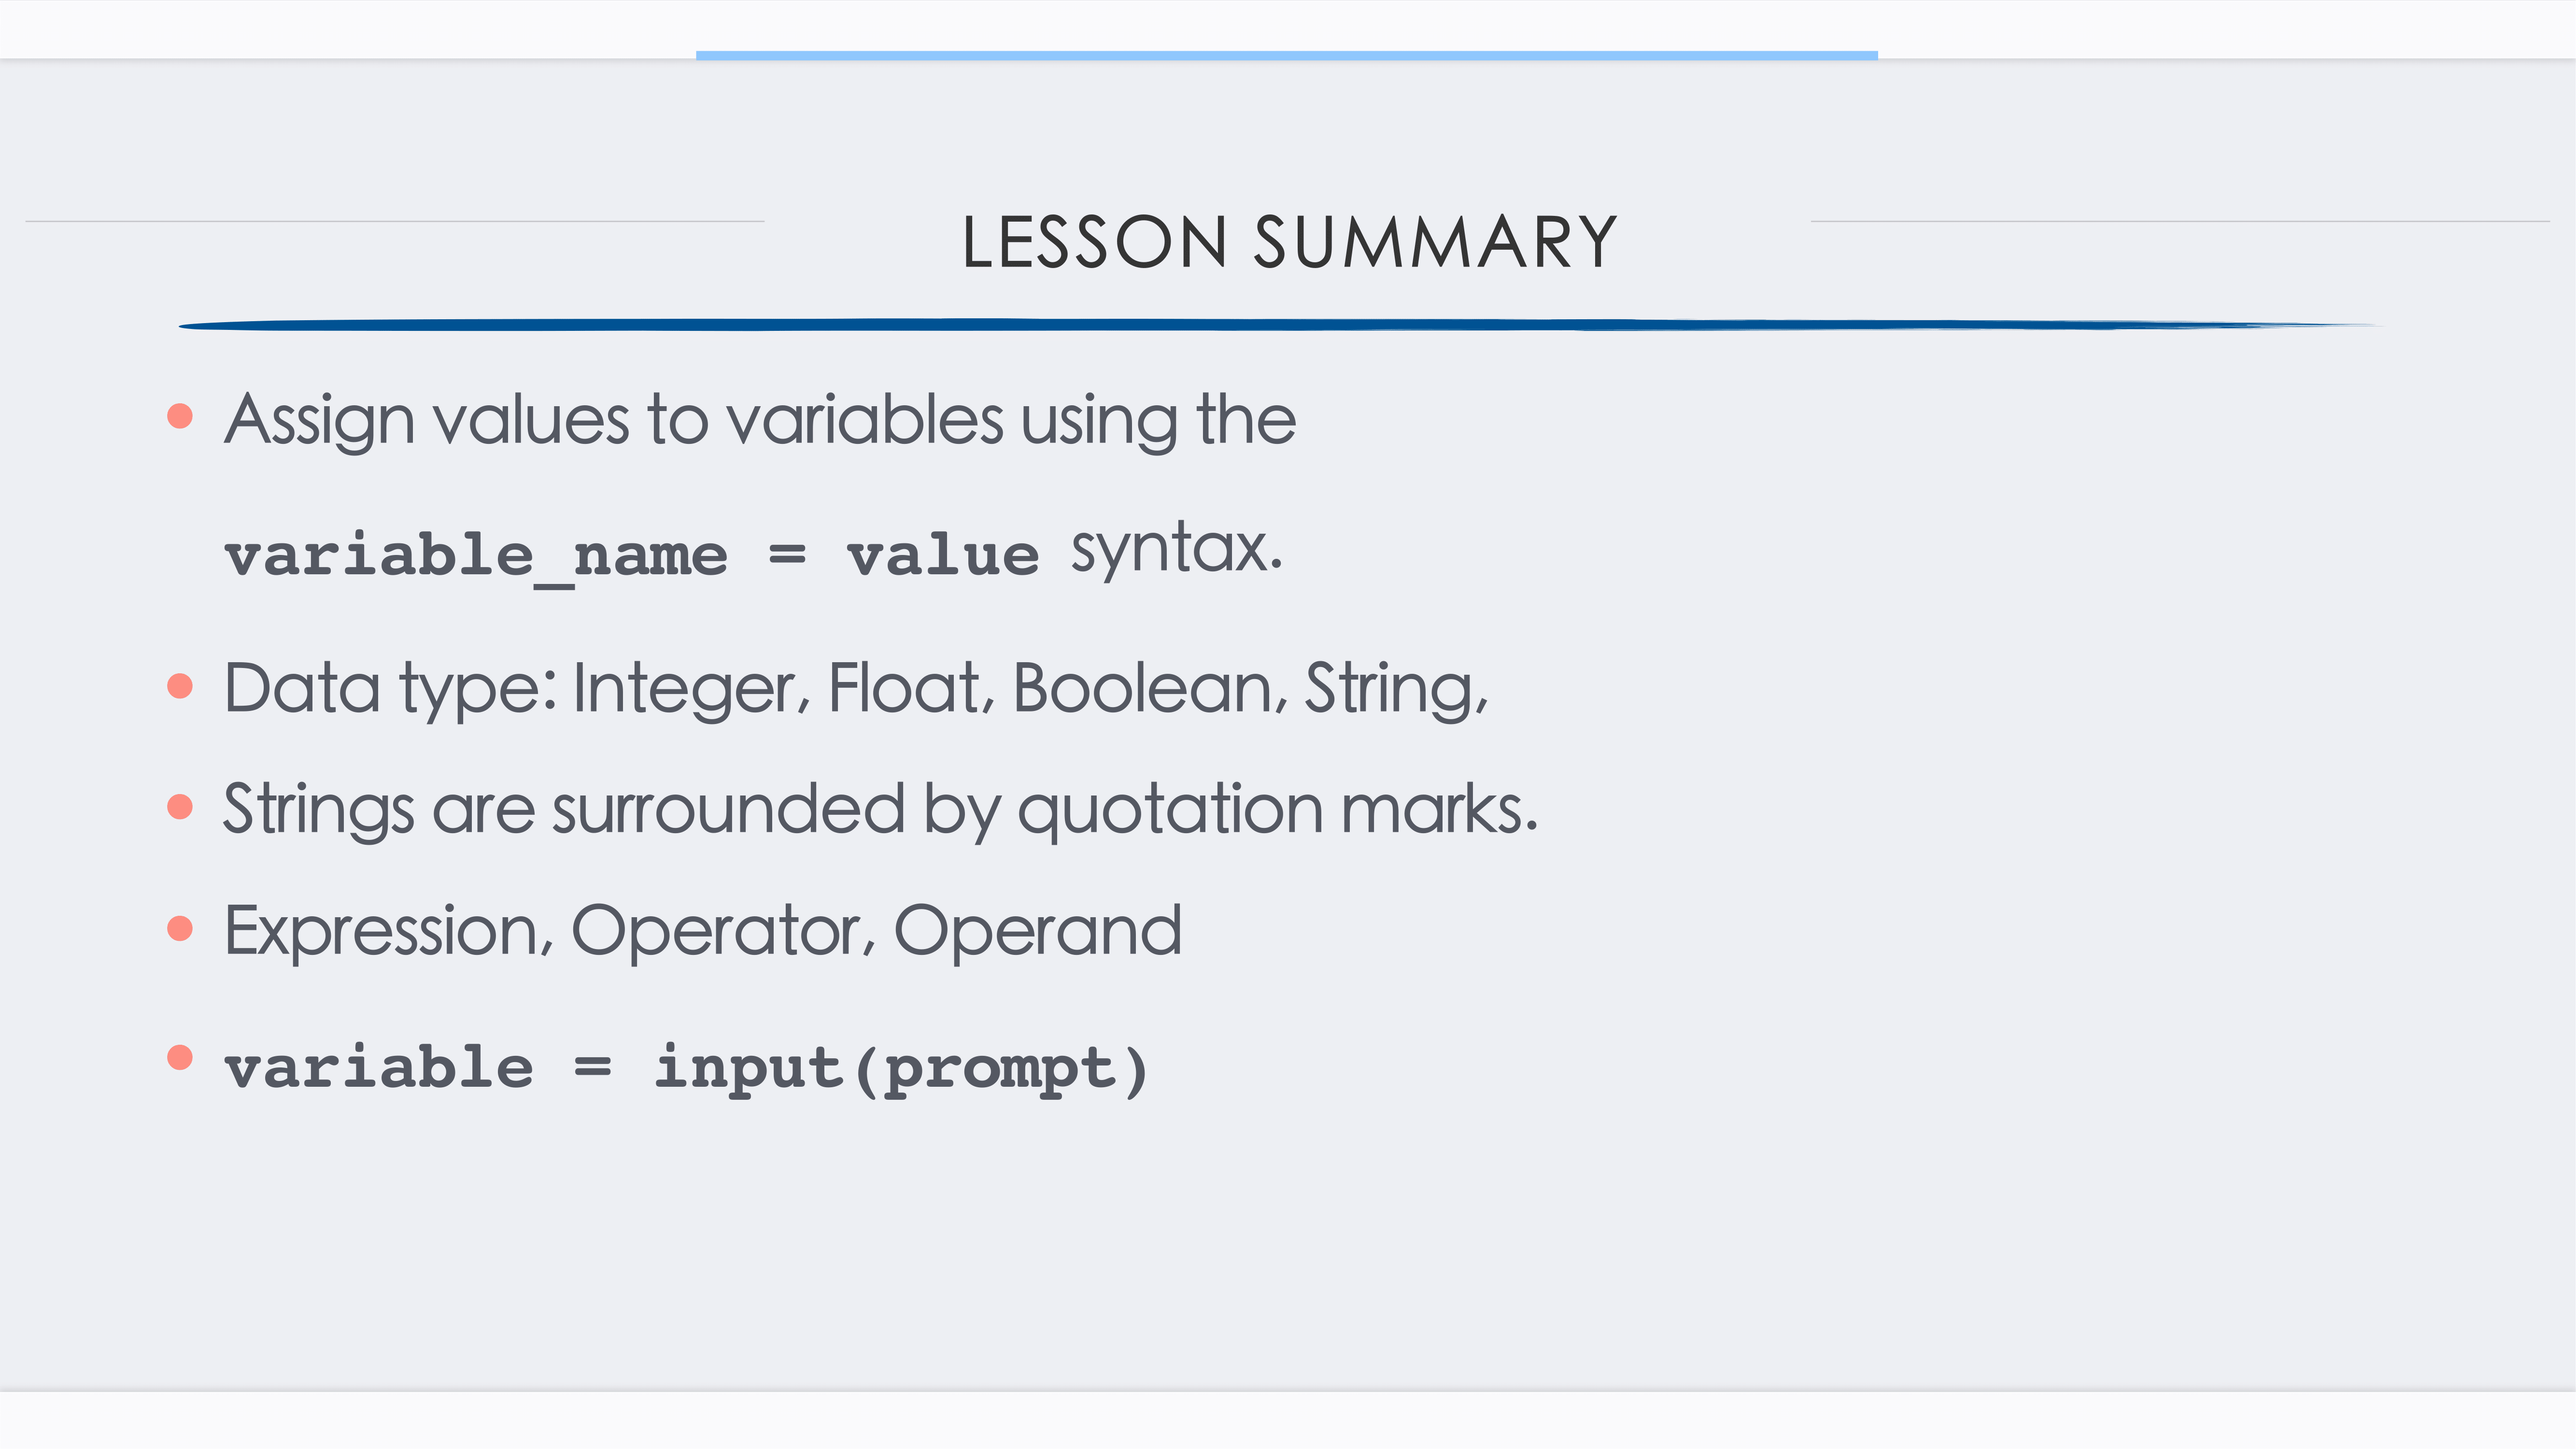 LESSON SUMMARY
• Assign values to variables using the
variable_name = value syntax.
• Data type: Integer, Float, Boolean, String,
• Strings are surrounded by quotation marks.
• Expression, Operator, Operand
• variable = input(prompt)